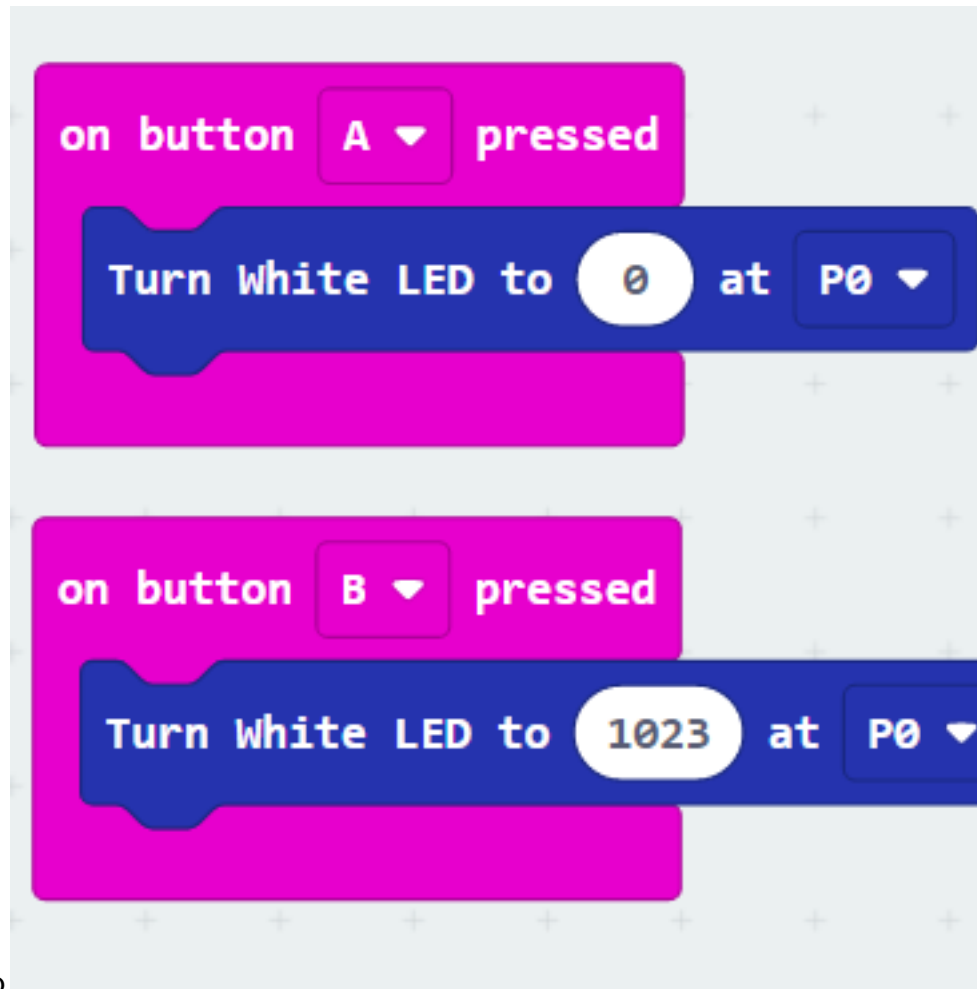 on button A pressed
Turn White LED to 0 at P0
on button B pressed
Turn White LED to 1023 at P0